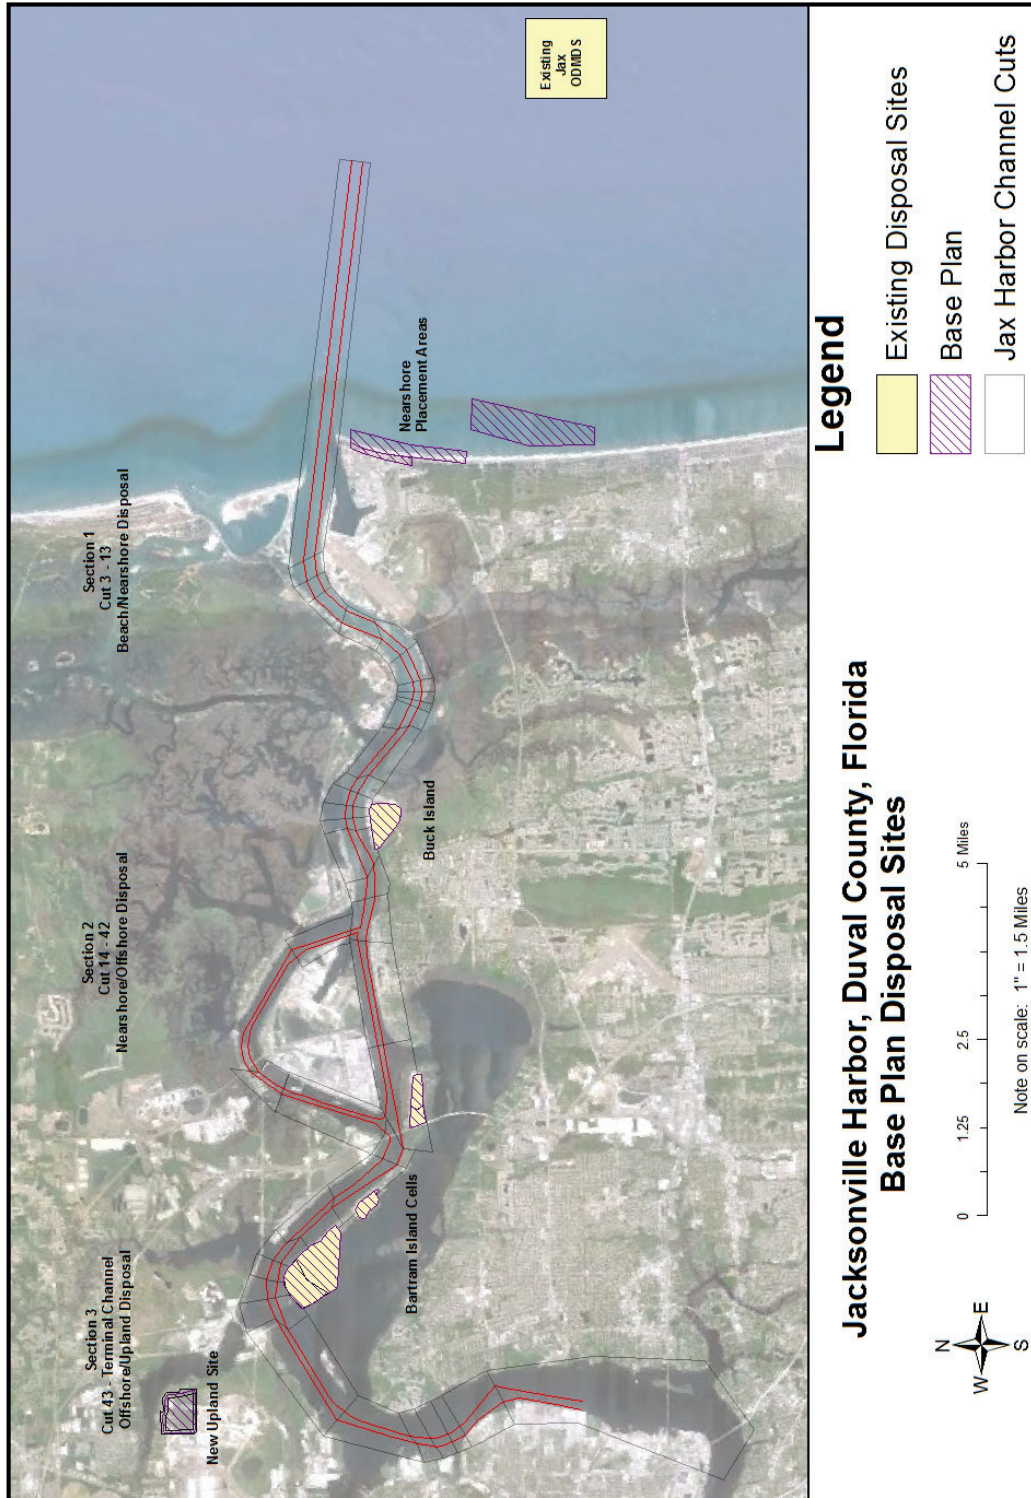 Section 3
Cut 43 - Terminal Channel
Offshore/Upland Disposal
New Upland Site
Section 2
Cut 14 - 42
Nearshore/Offshore Disposal
Section 1
Cut 3 - 13
Beach/Nearshore Disposal
Bartram Island Cells
Buck Island
Nearshore
Placement Areas
Existing
Jax
ODMDS
Jacksonville Harbor, Duval County, Florida
Base Plan Disposal Sites
N
W
E
S
0
1.25
2.5
5 Miles
Note on scale: 1" = 1.5 Miles
Legend
Existing Disposal Sites
Base Plan
Jax Harbor Channel Cuts